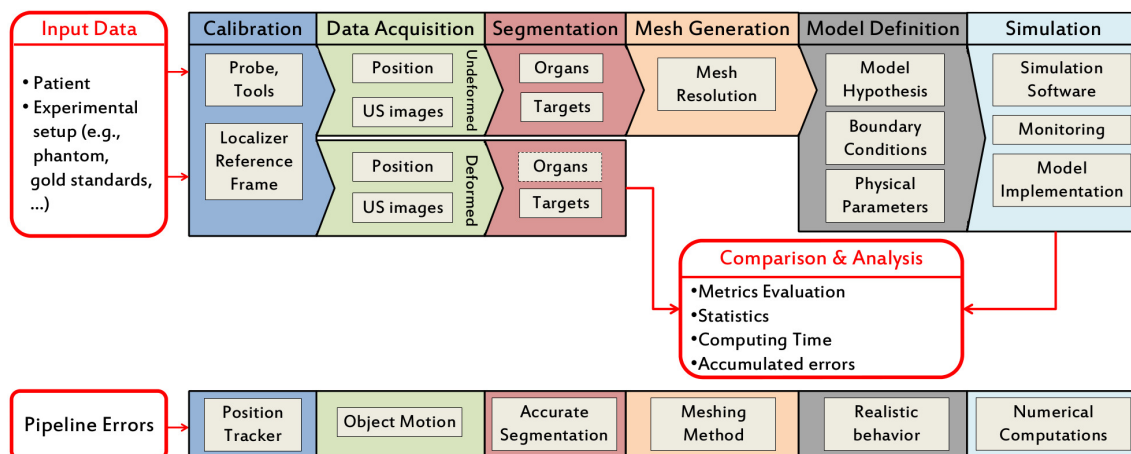 Input Data
• Patient
• Experimental
setup (e.g.,
phantom,
gold standards,
...)
Calibration
Probe,
Tools
Localizer
Reference
Frame
Data Acquisition
Position
US images
Undeformed
Position
US images
Deformed
Segmentation
Organs
Targets
Organs
Targets
Mesh Generation
Mesh
Resolution
Model Definition
Model
Hypothesis
Boundary
Conditions
Physical
Parameters
Simulation
Simulation
Software
Monitoring
Model
Implementation
Comparison & Analysis
•Metrics Evaluation
•Statistics
•Computing Time
•Accumulated errors
Pipeline Errors
Position
Tracker
Object Motion
Accurate
Segmentation
Meshing
Method
Realistic
behavior
Numerical
Computations